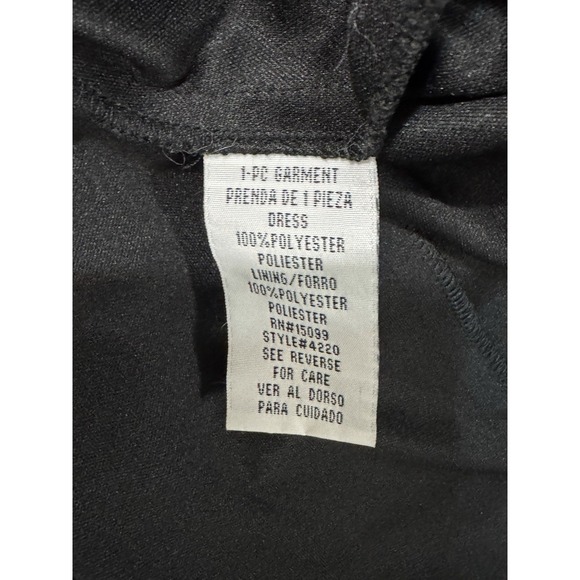 1-PC GARMENT
PRENDA DE 1 PIEZA
DRESS
100%POLYESTER
POLIESTER
LINING/FORRO
100%POLYESTER
POLIESTER
RN#15099
STYLE#4220
SEE REVERSE
FOR CARE
VER AL DORSO
PARA CUIDADO